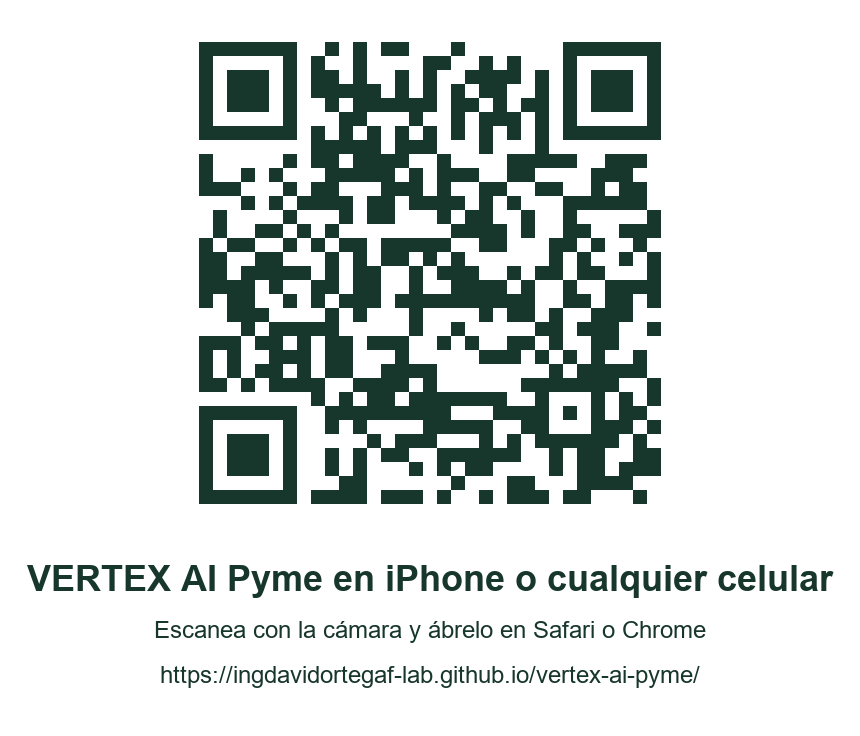 VERTEX AI Pyme en iPhone o cualquier celular
Escanea con la cámara y ábrelo en Safari o Chrome
https://ingdavidortegaf-lab.github.io/vertex-ai-pyme/